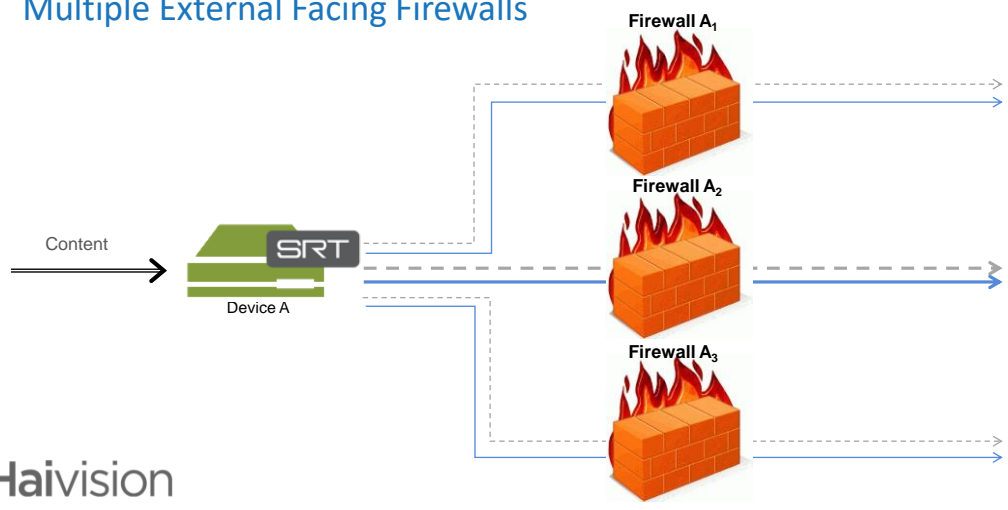 Multiple External Facing Firewalls
Firewall A₁
Firewall A₂
Content
SRT
Device A
Firewall A₃
Haivision